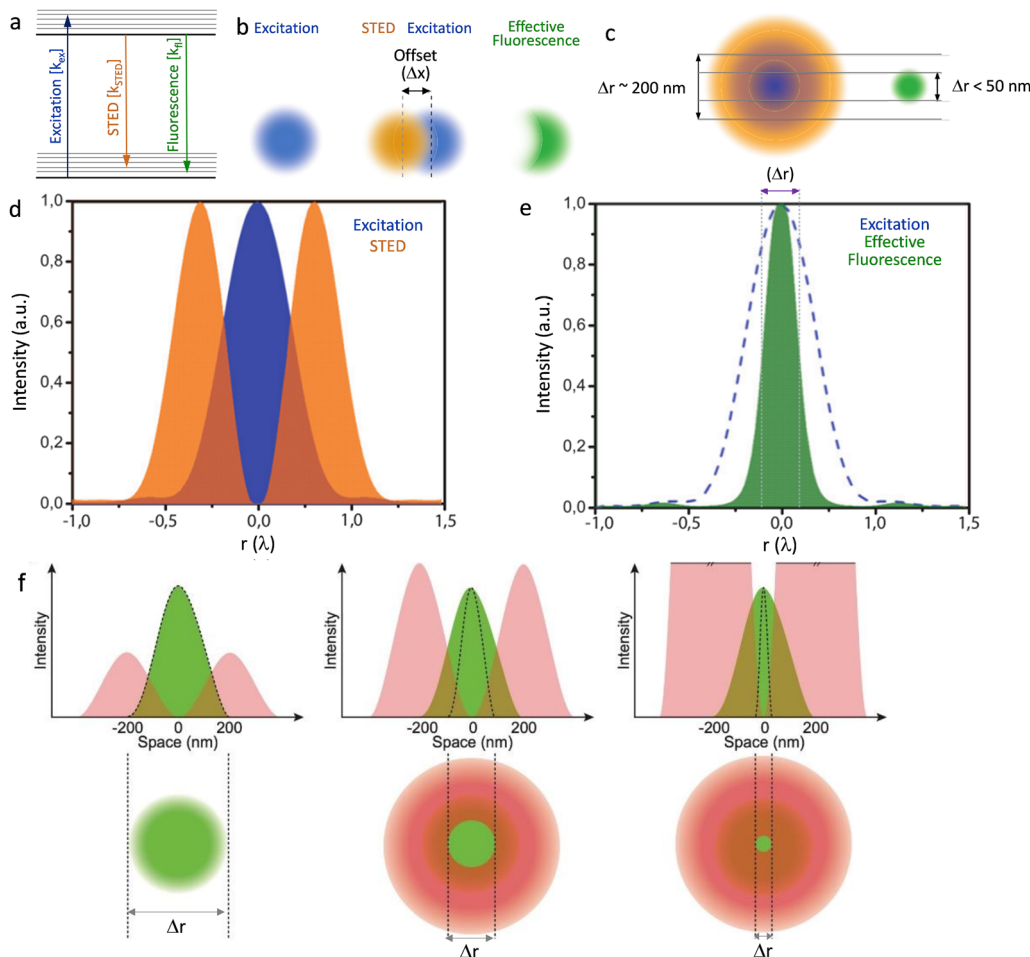 a
Excitation [kex]
STED [kSTED]
Fluorescence [kfl]
b
Excitation
STED Excitation
Offset
(Δx)
Effective
Fluorescence
c
Δr ~ 200 nm
Δr < 50 nm
d
Intensity (a.u.)
1,0
0,8
0,6
0,4
0,2
0,0
Excitation
STED
-1,0 -0,5 0,0 1,0 1,5
r (λ)
e
(Δr)
Intensity (a.u.)
1,0
0,8
0,6
0,4
0,2
0,0
Excitation
Effective
Fluorescence
-1,0 -0,5 0,0 1,0 1,5
r (λ)
f
Intensity
-200 0 200
Space (nm)
Δr
Intensity
-200 0 200
Space (nm)
Δr
Intensity
-200 0 200
Space (nm)
Δr